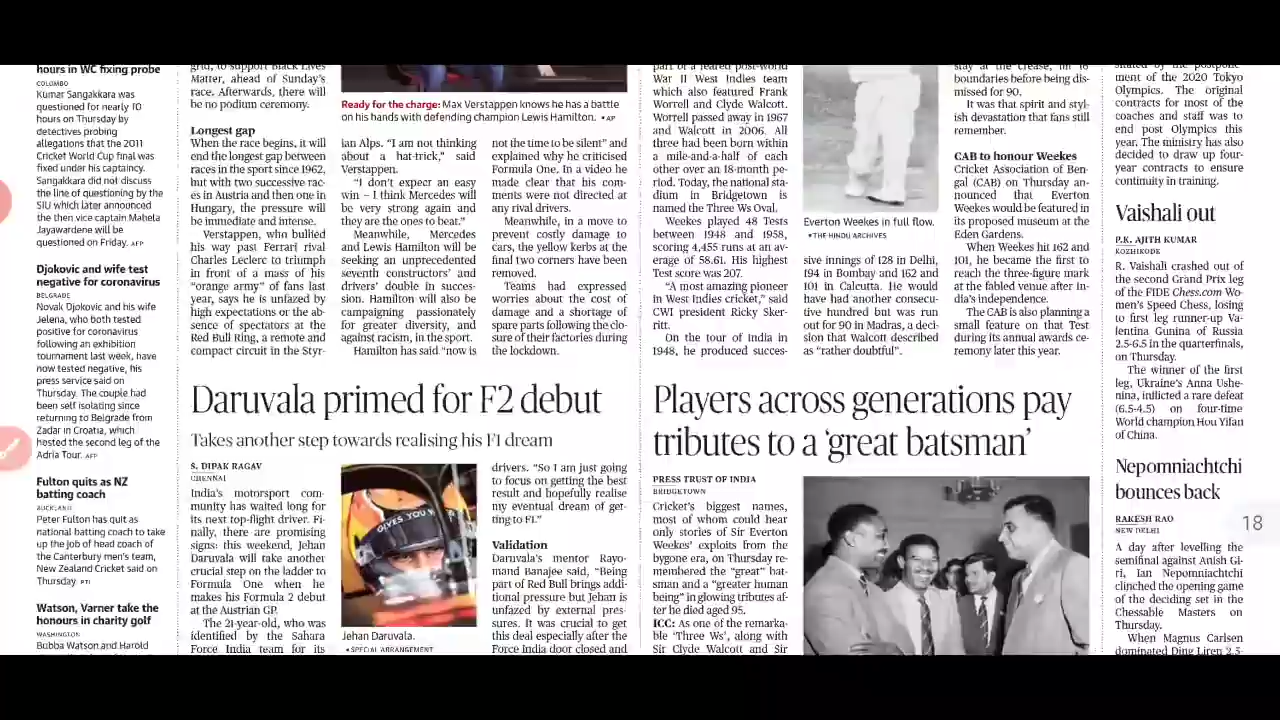 hours in WC fixing probe
COLOMBO
Kumar Sangakkara was
questioned for nearly 10
hours on Thursday by
detectives probing
allegations that the 2011
Cricket World Cup final was
fixed under his captaincy.
Sangakkara did not discuss
the line of questioning by the
SIU which later announced
the then vice captain Mahela
Jayawardene will be
questioned on Friday. AFP
Djokovic and wife test
negative for coronavirus
BELGRADE
Novak Djokovic and his wife
Jelena, who both tested
positive for coronavirus
following an exhibition
tournament last week, have
now tested negative, his
press service said on
Thursday. The couple had
been self isolating since
returning to Belgrade from
Zadar in Croatia, which
hosted the second leg of the
Adria Tour. AFP
Fulton quits as NZ
batting coach
AUCKLAND
Peter Fulton has quit as
national batting coach to take
up the job of head coach of
the Canterbury men's team,
New Zealand Cricket said on
Thursday. PTI
Watson, Varner take the
honours in charity golf
WASHINGTON
Bubba Watson and Harold
grid, to support Black Lives
Matter, ahead of Sunday's
race. Afterwards, there will
be no podium ceremony.
Longest gap
When the race begins, it will
end the longest gap between
races in the sport since 1962,
but with two successive rac-
es in Austria and then one in
Hungary, the pressure will
be immediate and intense.
Verstappen, who bullied
his way past Ferrari rival
Charles Leclerc to triumph
in front of a mass of his
"orange army" of fans last
year, says he is unfazed by
high expectations or the ab-
sence of spectators at the
Red Bull Ring, a remote and
compact circuit in the Styr-
Ready for the charge: Max Verstappen knows he has a battle
on his hands with defending champion Lewis Hamilton. • AP
ian Alps. "I am not thinking
about a hat-trick," said
Verstappen.
"I don't expect an easy
win – I think Mercedes will
be very strong again and
they are the ones to beat."
Meanwhile, Mercedes
and Lewis Hamilton will be
seeking an unprecedented
seventh constructors' and
drivers' double in succes-
sion. Hamilton will also be
campaigning passionately
for greater diversity, and
against racism, in the sport.
Hamilton has said "now is
not the time to be silent" and
explained why he criticised
Formula One. In a video he
made clear that his com-
ments were not directed at
any rival drivers.
Meanwhile, in a move to
prevent costly damage to
cars, the yellow kerbs at the
final two corners have been
removed.
Teams had expressed
worries about the cost of
damage and a shortage of
spare parts following the clo-
sure of their factories during
the lockdown.
Daruvala primed for F2 debut
Takes another step towards realising his F1 dream
S. DIPAK RAGAV
CHENNAI
India's motorsport com-
munity has waited long for
its next top-flight driver. Fi-
nally, there are promising
signs: this weekend, Jehan
Daruvala will take another
crucial step on the ladder to
Formula One when he
makes his Formula 2 debut
at the Austrian GP.
The 21-year-old, who was
identified by the Sahara
Force India team for its
GIVES YOU
Jehan Daruvala.
• SPECIAL ARRANGEMENT
drivers. "So I am just going
to focus on getting the best
result and hopefully realise
my eventual dream of get-
ting to F1."
Validation
Daruvala's mentor Rayo-
mand Banajee said, "Being
part of Red Bull brings addi-
tional pressure but Jehan is
unfazed by external pres-
sures. It was crucial to get
this deal especially after the
Force India door closed and
part of a feared post-World
War II West Indies team
which also featured Frank
Worrell and Clyde Walcott.
Worrell passed away in 1967
and Walcott in 2006. All
three had been born within
a mile-and-a-half of each
other over an 18-month pe-
riod. Today, the national sta-
dium in Bridgetown is
named the Three Ws Oval.
Weekes played 48 Tests
between 1948 and 1958,
scoring 4,455 runs at an av-
erage of 58.61. His highest
Test score was 207.
"A most amazing pioneer
in West Indies cricket," said
CWI president Ricky Sker-
ritt.
On the tour of India in
1948, he produced succes-
Everton Weekes in full flow.
• THE HINDU ARCHIVES
sive innings of 128 in Delhi,
194 in Bombay and 162 and
101 in Calcutta. He would
have had another consecu-
tive hundred but was run
out for 90 in Madras, a deci-
sion that Walcott described
as "rather doubtful".
stay at the crease, hit 16
boundaries before being dis-
missed for 90.
It was that spirit and styl-
ish devastation that fans still
remember.
CAB to honour Weekes
Cricket Association of Ben-
gal (CAB) on Thursday an-
nounced that Everton
Weekes would be featured in
its proposed museum at the
Eden Gardens.
When Weekes hit 162 and
101, he became the first to
reach the three-figure mark
at the fabled venue after In-
dia's independence.
The CAB is also planning a
small feature on that Test
during its annual awards ce-
remony later this year.
Players across generations pay
tributes to a 'great batsman'
PRESS TRUST OF INDIA
BRIDGETOWN
Cricket's biggest names,
most of whom could hear
only stories of Sir Everton
Weekes' exploits from the
bygone era, on Thursday re-
membered the "great" bat-
sman and a "greater human
being" in glowing tributes af-
ter he died aged 95.
ICC: As one of the remarka-
ble 'Three Ws', along with
Sir Clyde Walcott and Sir
sitated by the postpone-
ment of the 2020 Tokyo
Olympics. The original
contracts for most of the
coaches and staff was to
end post Olympics this
year. The ministry has also
decided to draw up four-
year contracts to ensure
continuity in training.
Vaishali out
P.K. AJITH KUMAR
KOZHIKODE
R. Vaishali crashed out of
the second Grand Prix leg
of the FIDE Chess.com Wo-
men's Speed Chess, losing
to first leg runner-up Va-
lentina Gunina of Russia
2.5-6.5 in the quarterfinals,
on Thursday.
The winner of the first
leg, Ukraine's Anna Ushe-
nina, inflicted a rare defeat
(6.5-4.5) on four-time
World champion Hou Yifan
of China.
Nepomniachtchi
bounces back
RAKESH RAO
NEW DELHI
A day after levelling the
semifinal against Anish Gi-
ri, Ian Nepomniachtchi
clinched the opening game
of the deciding set in the
Chessable Masters on
Thursday.
When Magnus Carlsen
dominated Ding Liren 2.5-
18